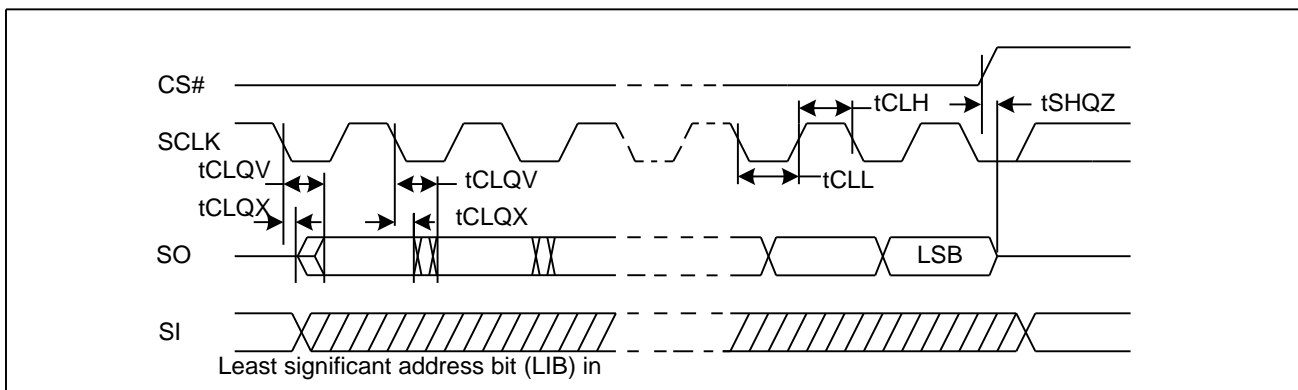 CS#
tCLH
tSHQZ
SCLK
tCLQV
tCLQV
tCLL
tCLQX
tCLQX
SO
LSB
SI
Least significant address bit (LIB) in